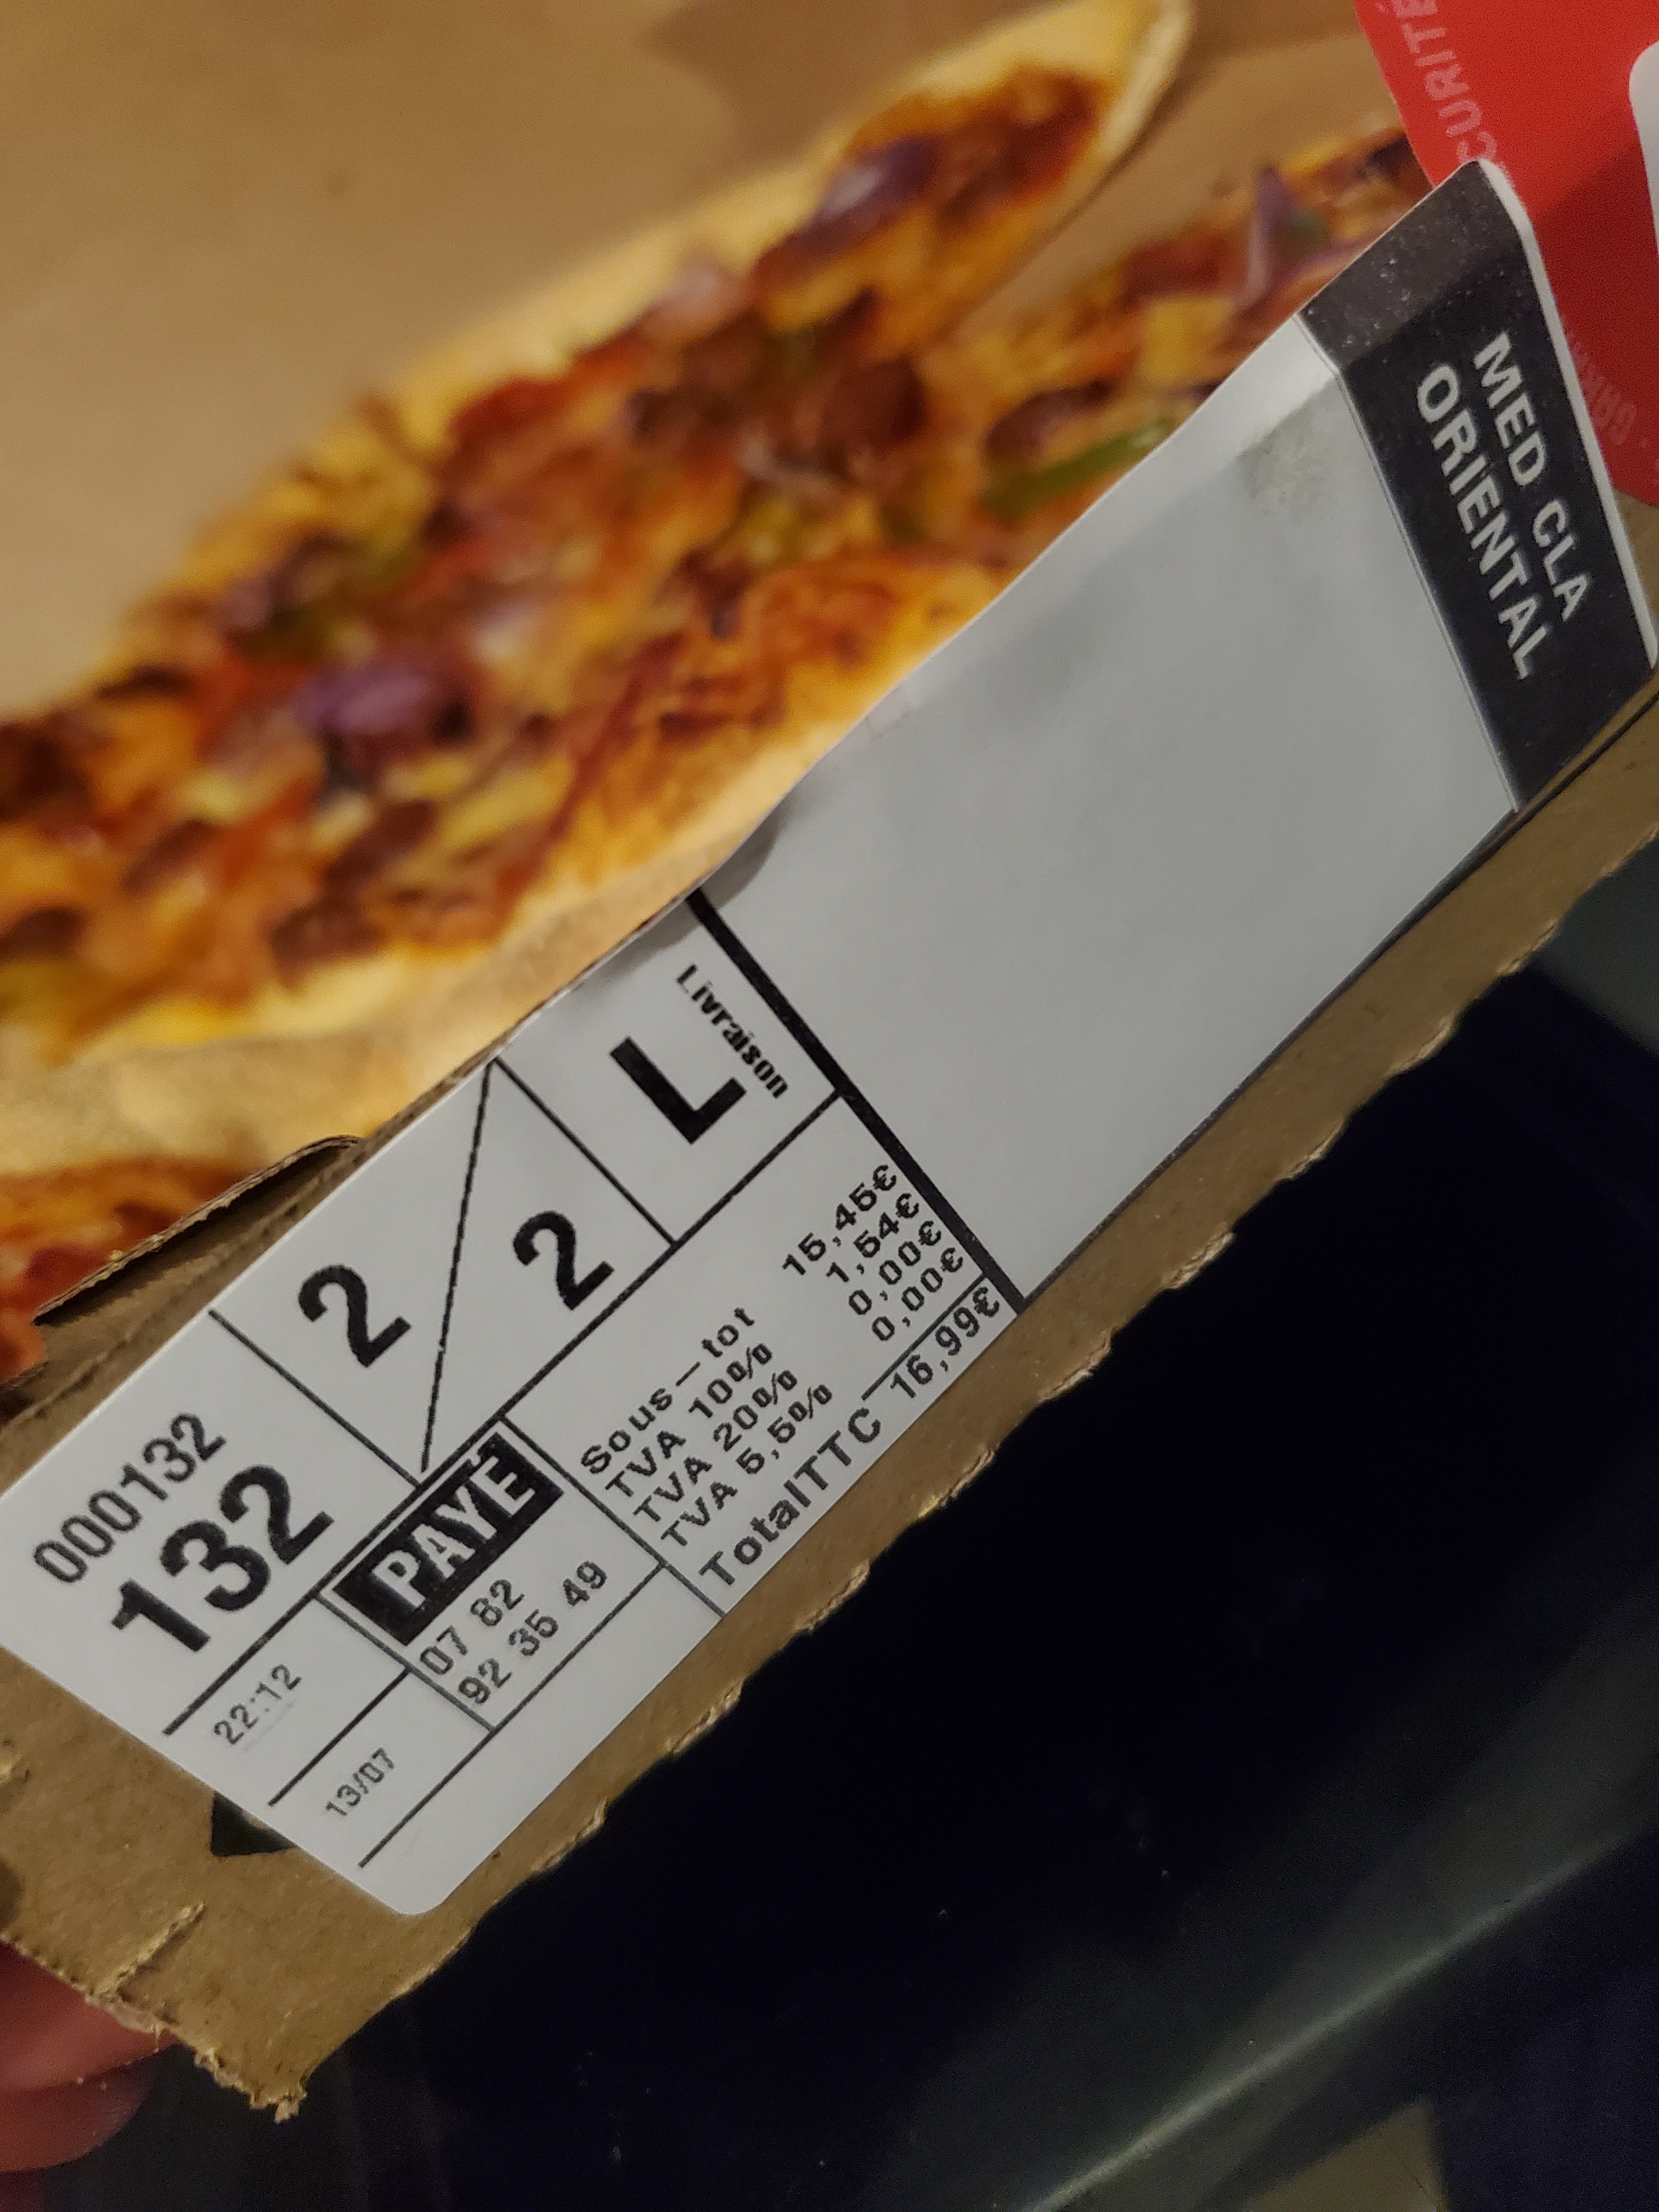 000132
132
2
2
L
Livraison
22:12
PAYÉ
07 82
92 35 49
13/07
Sous-tot 15,45€
TVA 10% 1,54€
TVA 20% 0,00€
TVA 5,5% 0,00€
TotalTTC 16,99€
MED CLA
ORIENTAL